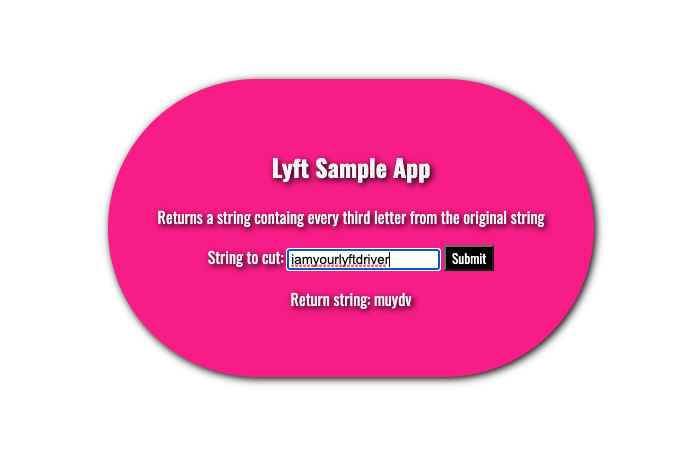 Lyft Sample App
Returns a string containg every third letter from the original string
String to cut: iamyourlyftdriver Submit
Return string: muydv